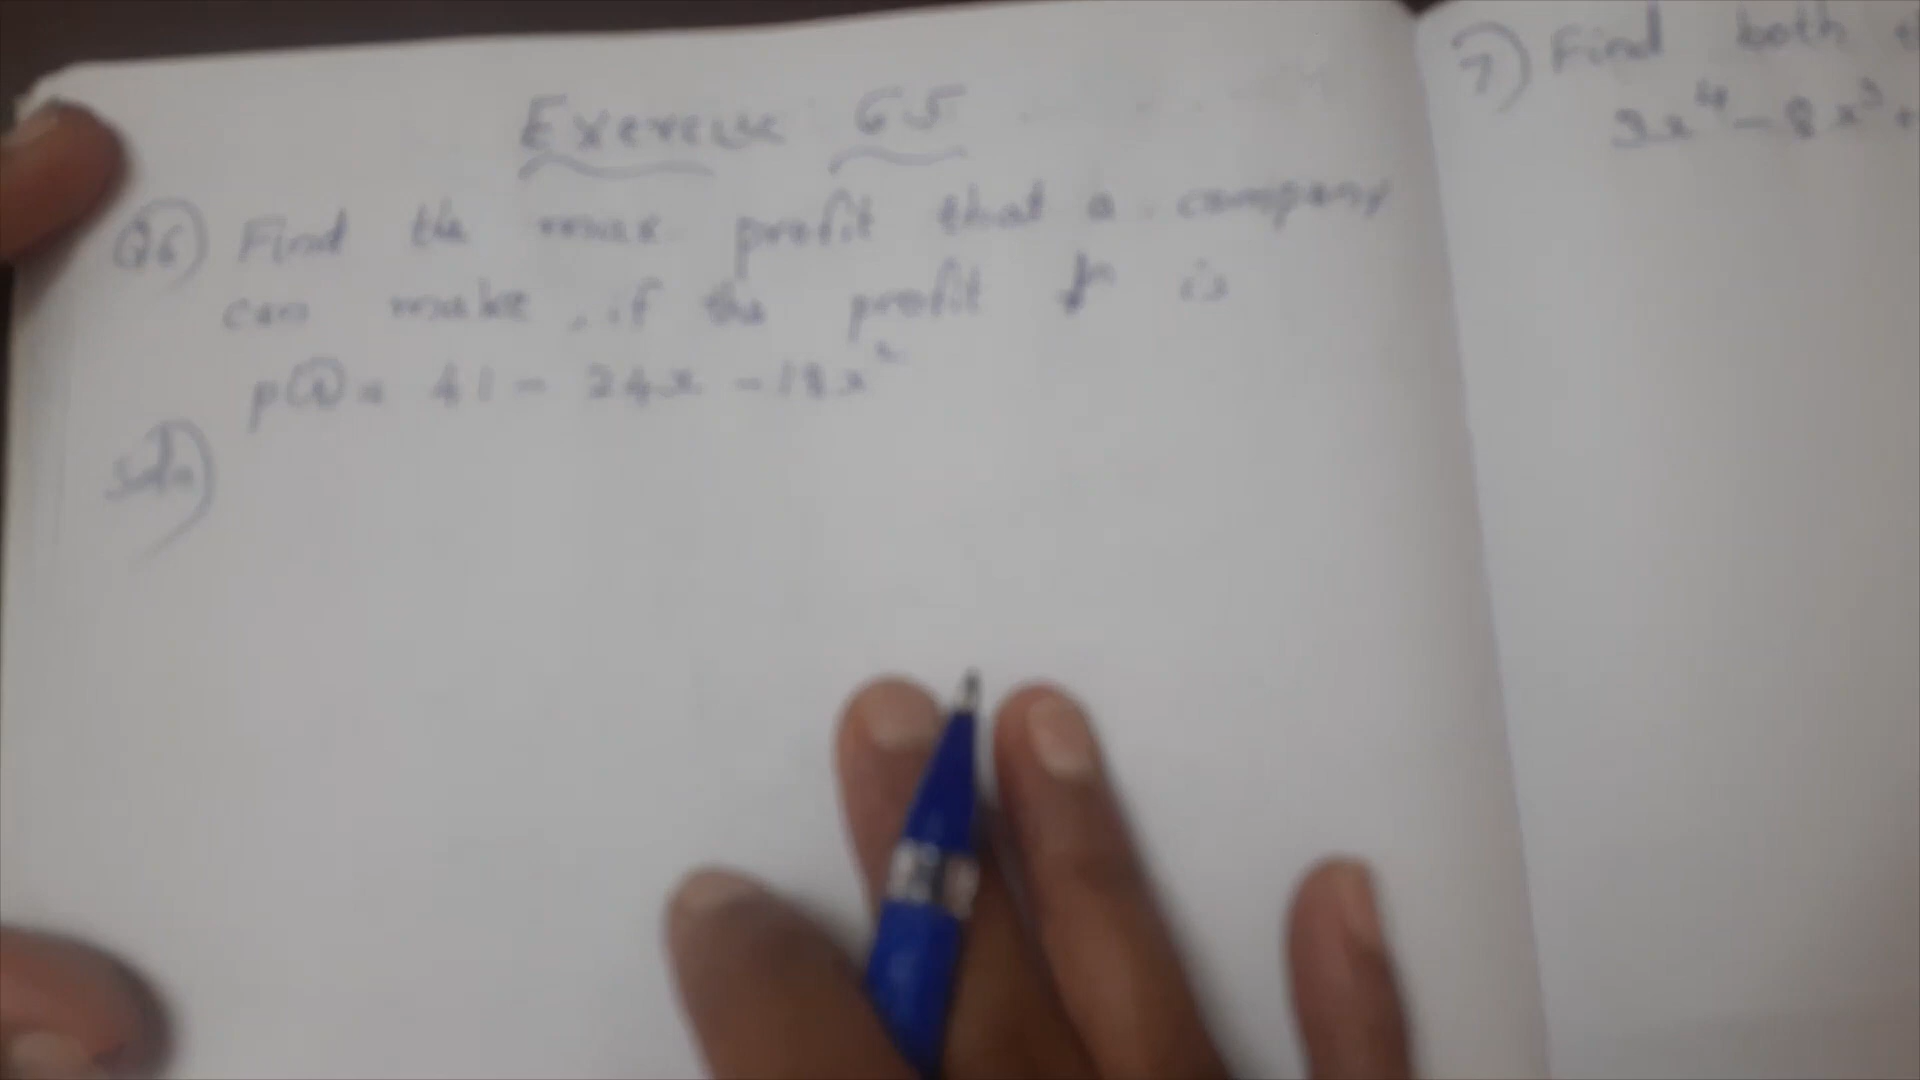 Exercise 6.5
Q6) Find the max profit that a company
can make, if the profit fn is
p(x) = 41 - 24x - 18x²
Soln)
7) Find both
3x⁴ - 8x³ +